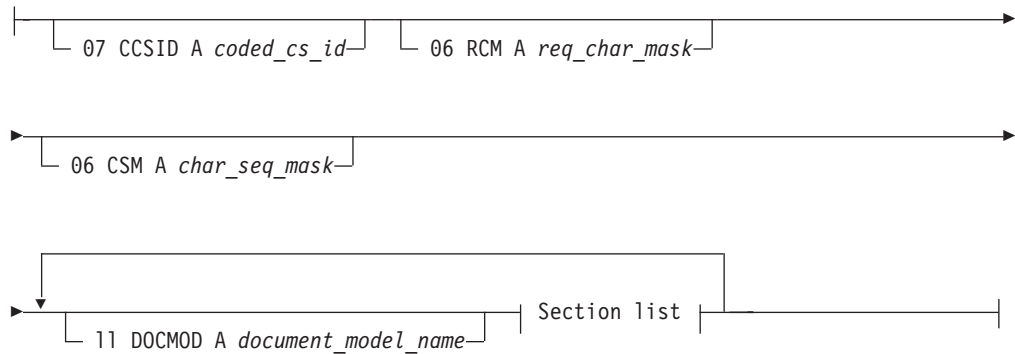 07 CCSID A coded_cs_id 06 RCM A req_char_mask
06 CSM A char_seq_mask
Section list
11 DOCMOD A document_model_name